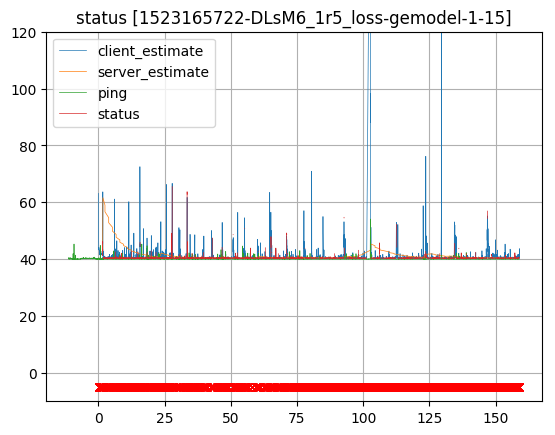 status [1523165722-DLsM6_1r5_loss-gemodel-1-15]
120
100
80
60
40
20
0
client_estimate
server_estimate
ping
status
0 25 50 75 100 125 150